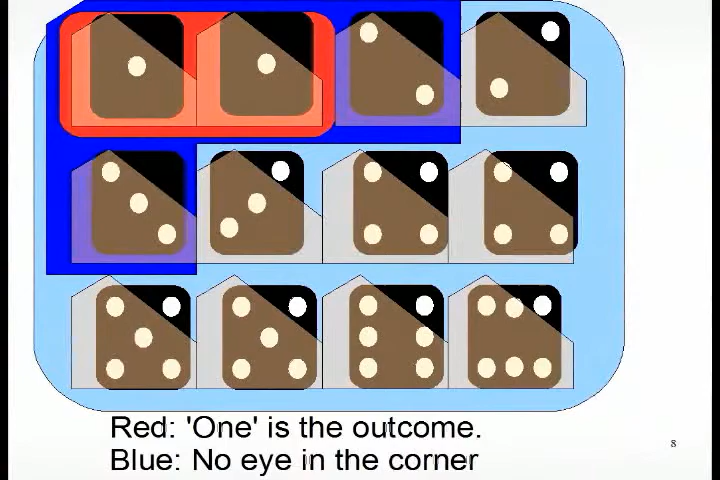 Red: 'One' is the outcome.
8
Blue: No eye in the corner